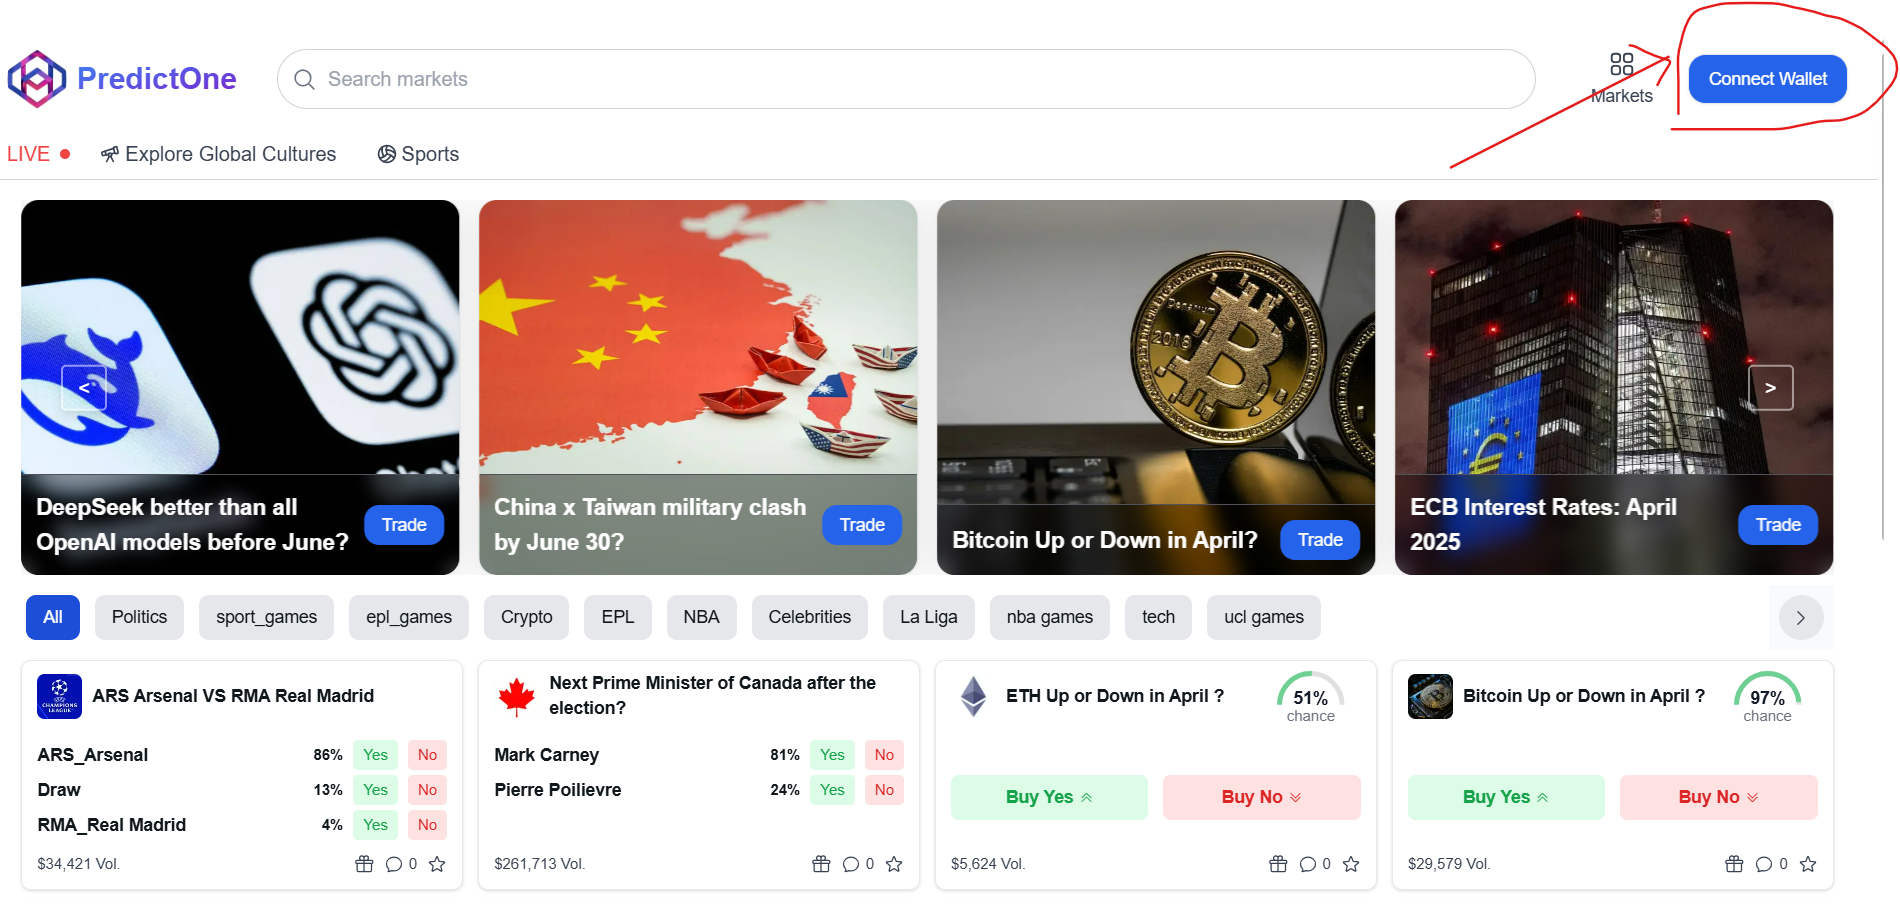 PredictOne
Search markets
Markets
Connect Wallet
LIVE
Explore Global Cultures
Sports
<
>
DeepSeek better than all
OpenAI models before June?
Trade
China x Taiwan military clash
by June 30?
Trade
2018
Bitcoin Up or Down in April?
Trade
ECB Interest Rates: April
2025
Trade
All
Politics
sport_games
epl_games
Crypto
EPL
NBA
Celebrities
La Liga
nba games
tech
ucl games
CHAMPIONS
LEAGUE
ARS Arsenal VS RMA Real Madrid
ARS_Arsenal 86% Yes No
Draw 13% Yes No
RMA_Real Madrid 4% Yes No
$34,421 Vol. 0
Next Prime Minister of Canada after the
election?
Mark Carney 81% Yes No
Pierre Poilievre 24% Yes No
$261,713 Vol. 0
ETH Up or Down in April ?
51%
chance
Buy Yes
Buy No
$5,624 Vol. 0
Bitcoin Up or Down in April ?
97%
chance
Buy Yes
Buy No
$29,579 Vol. 0